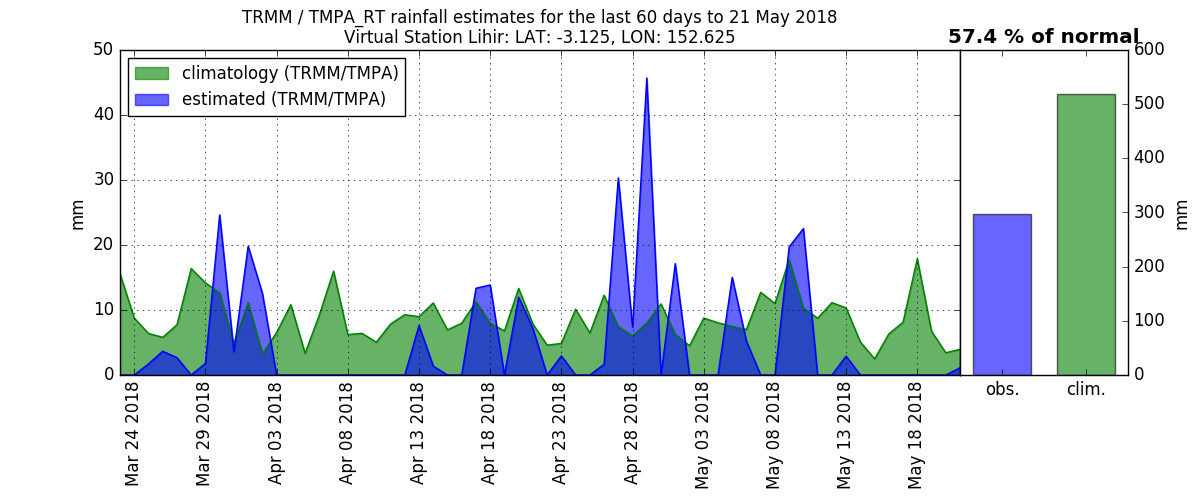 TRMM / TMPA_RT rainfall estimates for the last 60 days to 21 May 2018
Virtual Station Lihir: LAT: -3.125, LON: 152.625
57.4 % of normal
climatology (TRMM/TMPA)
estimated (TRMM/TMPA)
50
40
30
20
10
0
mm
Mar 24 2018
Mar 29 2018
Apr 03 2018
Apr 08 2018
Apr 13 2018
Apr 18 2018
Apr 23 2018
Apr 28 2018
May 03 2018
May 08 2018
May 13 2018
May 18 2018
obs.
clim.
600
500
400
300
200
100
0
mm